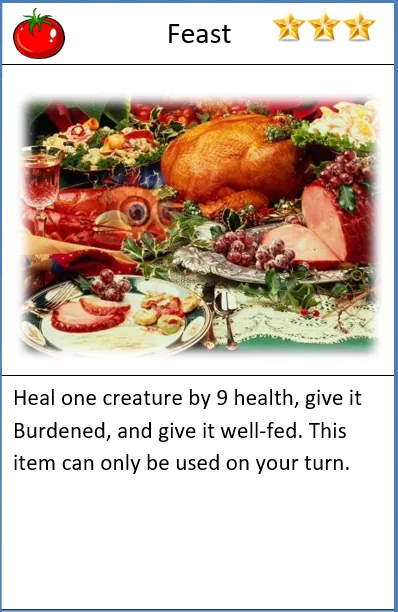 Feast
Heal one creature by 9 health, give it
Burdened, and give it well-fed. This
item can only be used on your turn.